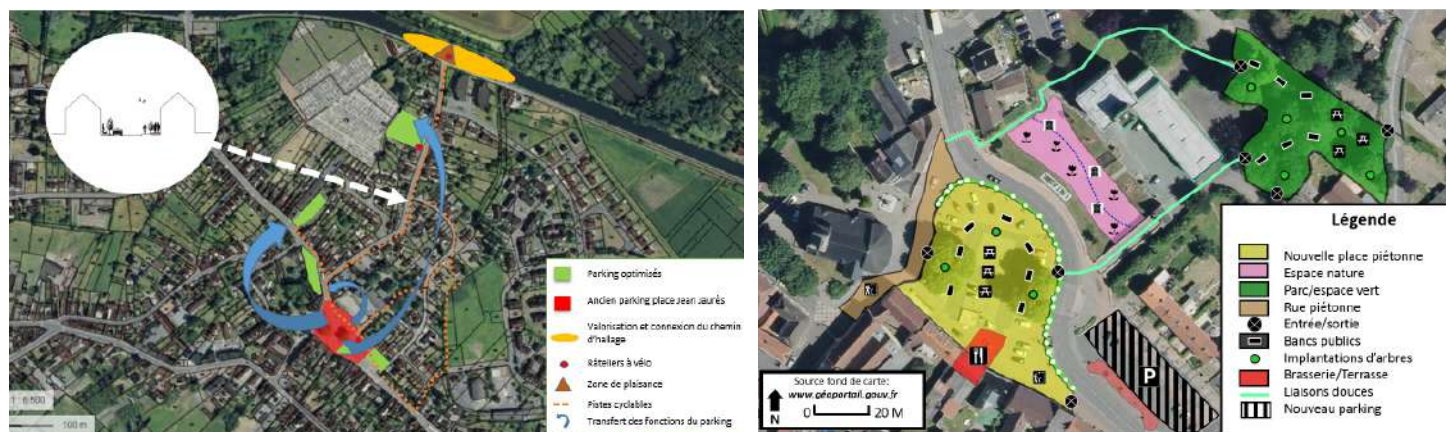 Parking optimisés
Ancien parking place Jean Jaurès
Valorisation et connexion du chemin
d'hallage
Râteliers à vélo
Zone de plaisance
Pistes cyclables
Transfert des fonctions du parking
1 : 6 500
100 m
Légende
Nouvelle place piétonne
Espace nature
Parc/espace vert
Rue piétonne
Entrée/sortie
Bancs publics
Implantations d'arbres
Brasserie/Terrasse
Liaisons douces
Nouveau parking
P
Source fond de carte:
www.géoportail.gouv.fr
0 20 M
N